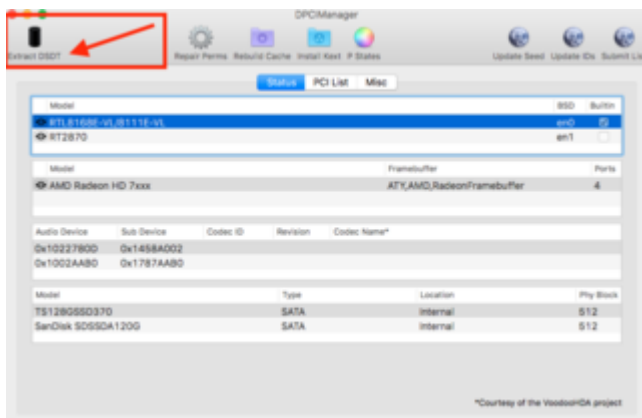 DPCIManager
Extract DSDT
Repair Perms Rebuild Cache Install Kext P States
Update Seed Update IDs Submit
Status PCI List Misc
Model BSD Builtin
RTL8168E-VL/8111E-VL en0
RT2870 en1
Model Framebuffer Ports
AMD Radeon HD 7xxx ATY,AMD,RadeonFramebuffer 4
Audio Device Sub Device Codec ID Revision Codec Name*
0x1022780D 0x1458A002
0x1002AAB0 0x1787AAB0
Model Type Location Phy Block
TS128GSSD370 SATA Internal 512
SanDisk SDSSDA120G SATA Internal 512
*Courtesy of the VoodooHDA project